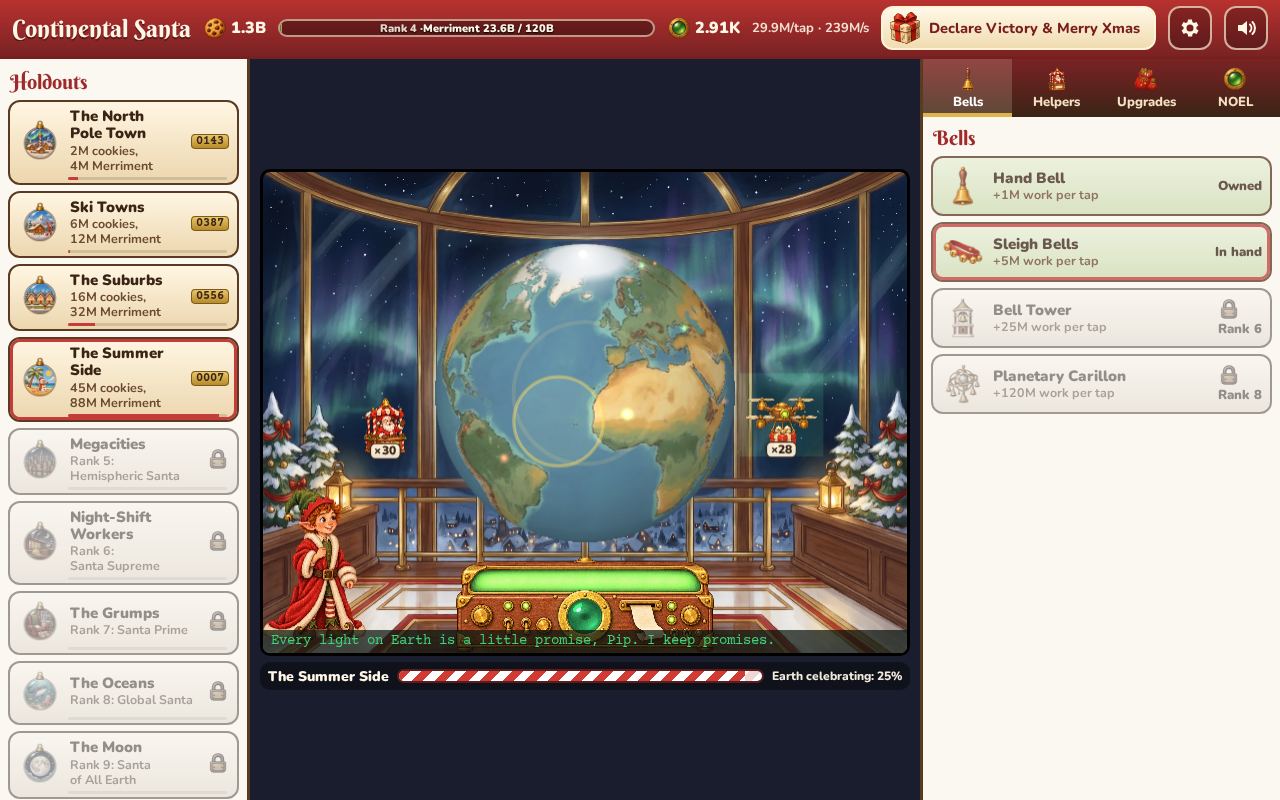 Continental Santa
1.3B
Rank 4 · Merriment 23.6B / 120B
2.91K
29.9M/tap · 239M/s
Declare Victory & Merry Xmas
Holdouts
The North
Pole Town
2M cookies,
4M Merriment
0143
Ski Towns
6M cookies,
12M Merriment
0387
The Suburbs
16M cookies,
32M Merriment
0556
The Summer
Side
45M cookies,
88M Merriment
0007
Megacities
Rank 5:
Hemispheric Santa
Night-Shift
Workers
Rank 6:
Santa Supreme
The Grumps
Rank 7: Santa Prime
The Oceans
Rank 8: Global Santa
The Moon
Rank 9: Santa
of All Earth
×30
×28
Every light on Earth is a little promise, Pip. I keep promises.
The Summer Side
Earth celebrating: 25%
Bells
Helpers
Upgrades
NOEL
Bells
Hand Bell
+1M work per tap
Owned
Sleigh Bells
+5M work per tap
In hand
Bell Tower
+25M work per tap
Rank 6
Planetary Carillon
+120M work per tap
Rank 8